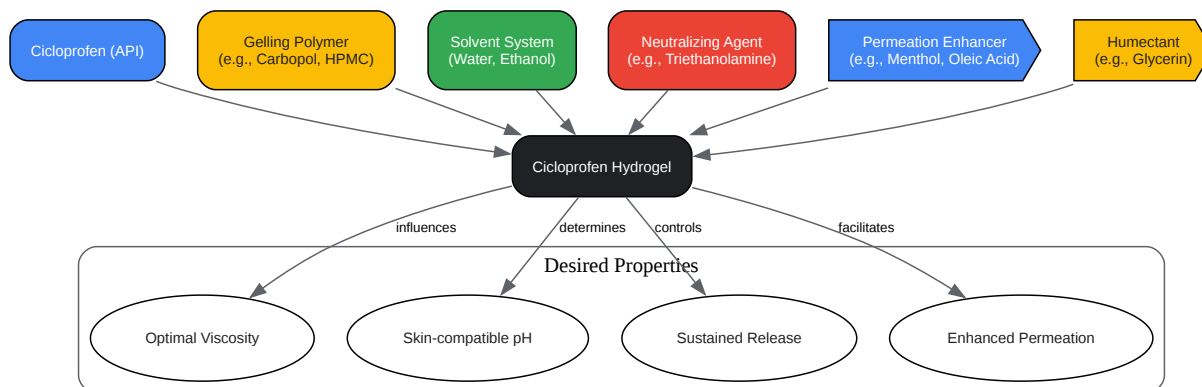 Cicloprofen (API)
Gelling Polymer
(e.g., Carbopol, HPMC)
Solvent System
(Water, Ethanol)
Neutralizing Agent
(e.g., Triethanolamine)
Permeation Enhancer
(e.g., Menthol, Oleic Acid)
Humectant
(e.g., Glycerin)
Cicloprofen Hydrogel
influences
determines
controls
facilitates
Desired Properties
Optimal Viscosity
Skin-compatible pH
Sustained Release
Enhanced Permeation